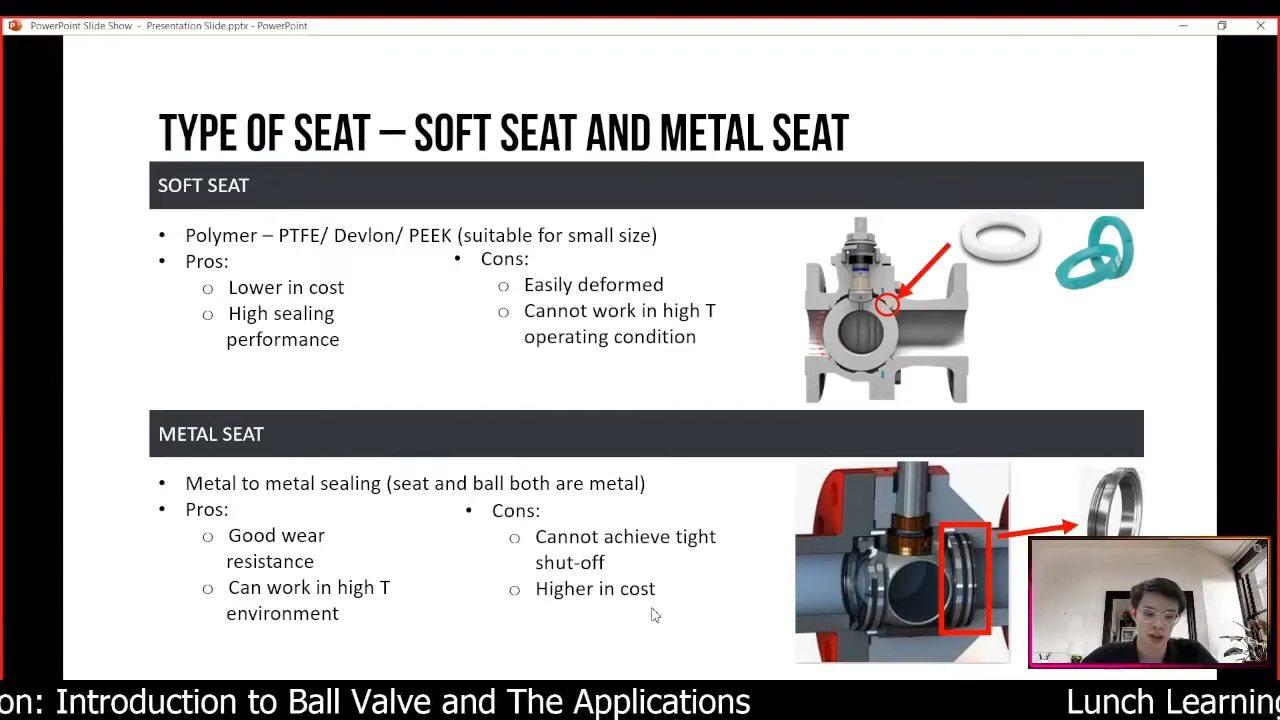 PowerPoint Slide Show - Presentation Slide.pptx - PowerPoint
TYPE OF SEAT – SOFT SEAT AND METAL SEAT
SOFT SEAT
• Polymer – PTFE/ Devlon/ PEEK (suitable for small size)
• Pros:
o Lower in cost
o High sealing
performance
• Cons:
o Easily deformed
o Cannot work in high T
operating condition
METAL SEAT
• Metal to metal sealing (seat and ball both are metal)
• Pros:
o Good wear
resistance
o Can work in high T
environment
• Cons:
o Cannot achieve tight
shut-off
o Higher in cost
on: Introduction to Ball Valve and The Applications
Lunch Learning